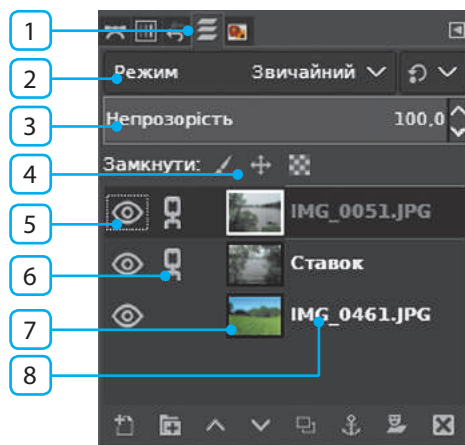 1
2
Режим Звичайний
3
Непрозорість 100,0
4
Замкнути:
5
IMG_0051.JPG
6
Ставок
7
IMG_0461.JPG
8